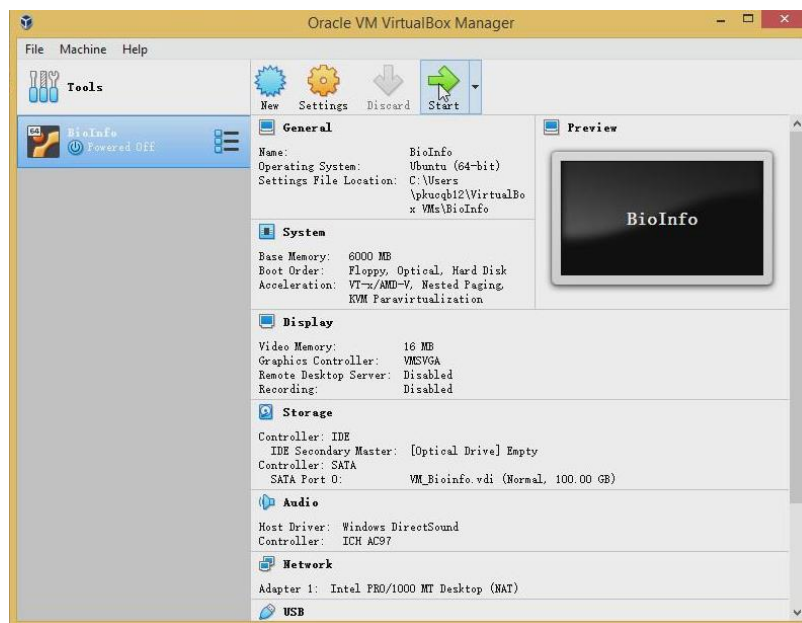 Oracle VM VirtualBox Manager
File Machine Help
Tools
New Settings Discard Start
64 BioInfo
Powered Off
General
Name: BioInfo
Operating System: Ubuntu (64-bit)
Settings File Location: C:\Users
\pkucqb12\VirtualBo
x VMs\BioInfo
Preview
BioInfo
System
Base Memory: 6000 MB
Boot Order: Floppy, Optical, Hard Disk
Acceleration: VT-x/AMD-V, Nested Paging,
KVM Paravirtualization
Display
Video Memory: 16 MB
Graphics Controller: VMSVGA
Remote Desktop Server: Disabled
Recording: Disabled
Storage
Controller: IDE
IDE Secondary Master: [Optical Drive] Empty
Controller: SATA
SATA Port 0: VM_Bioinfo.vdi (Normal, 100.00 GB)
Audio
Host Driver: Windows DirectSound
Controller: ICH AC97
Network
Adapter 1: Intel PRO/1000 MT Desktop (NAT)
USB